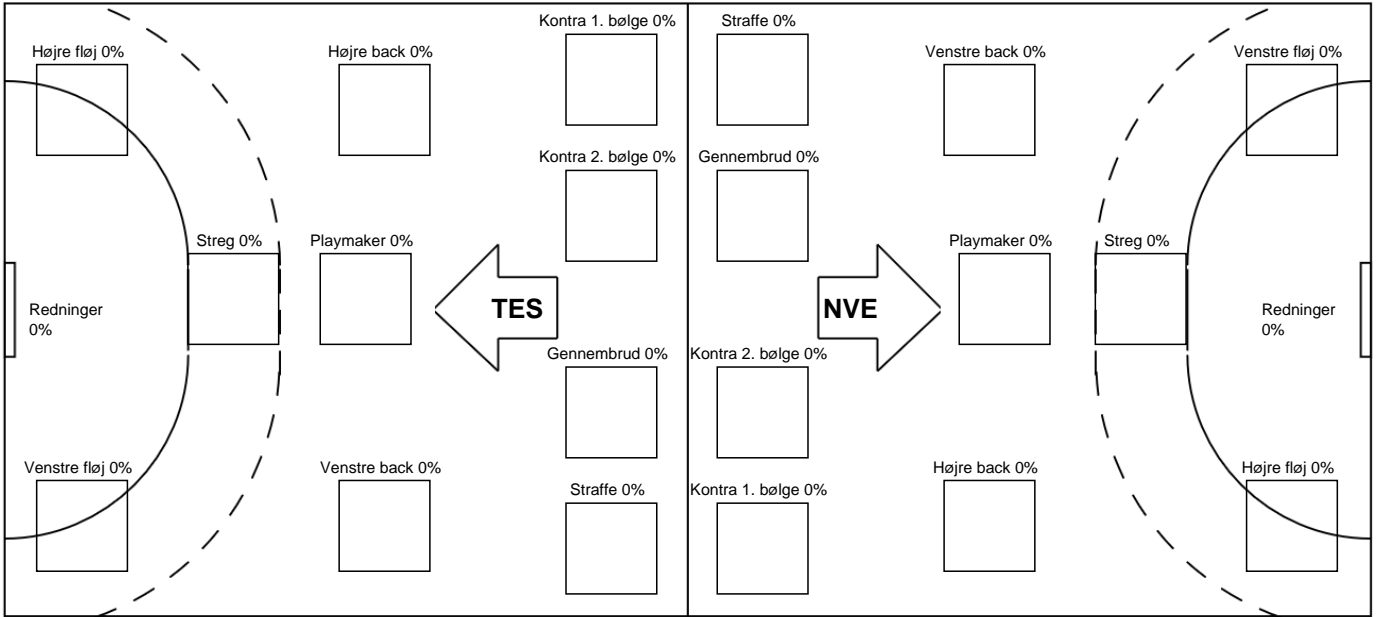 Kontra 1. bølge 0%
Straffe 0%
Højre fløj 0%
Højre back 0%
Venstre back 0%
Venstre fløj 0%
Kontra 2. bølge 0%
Gennembrud 0%
Streg 0%
Playmaker 0%
Playmaker 0%
Streg 0%
TES
NVE
Redninger
0%
Redninger
0%
Gennembrud 0%
Kontra 2. bølge 0%
Venstre fløj 0%
Venstre back 0%
Højre back 0%
Højre fløj 0%
Straffe 0%
Kontra 1. bølge 0%